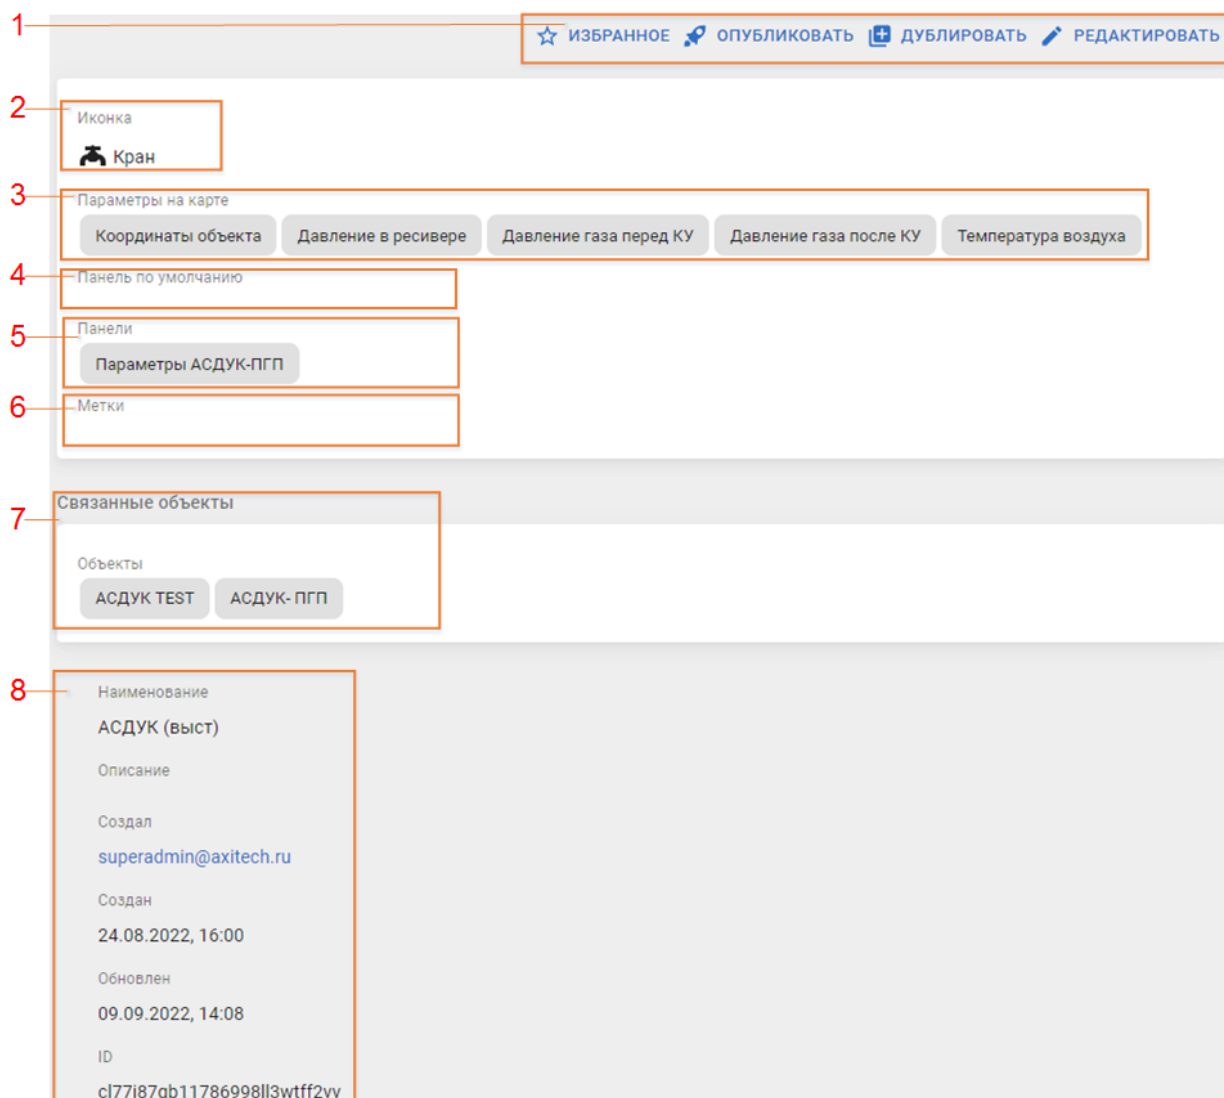 1
ИЗБРАННОЕ ОПУБЛИКОВАТЬ ДУБЛИРОВАТЬ РЕДАКТИРОВАТЬ
2
Иконка
Кран
3
Параметры на карте
Координаты объекта Давление в ресивере Давление газа перед КУ Давление газа после КУ Температура воздуха
4
Панель по умолчанию
5
Панели
Параметры АСДУК-ПГП
6
Метки
Связанные объекты
7
Объекты
АСДУК TEST АСДУК- ПГП
8
Наименование
АСДУК (выст)
Описание
Создал
superadmin@axitech.ru
Создан
24.08.2022, 16:00
Обновлен
09.09.2022, 14:08
ID